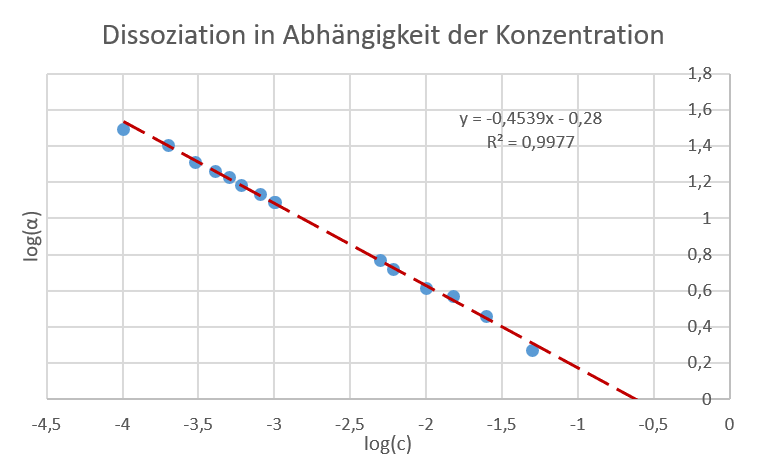 Dissoziation in Abhängigkeit der Konzentration
1,8
y = -0,4539x - 0,28
R² = 0,9977
1,6
1,4
1,2
1
0,8
0,6
0,4
0,2
0
log(α)
-4,5 -4 -3,5 -3 -2,5 -2 -1,5 -1 -0,5 0
log(c)